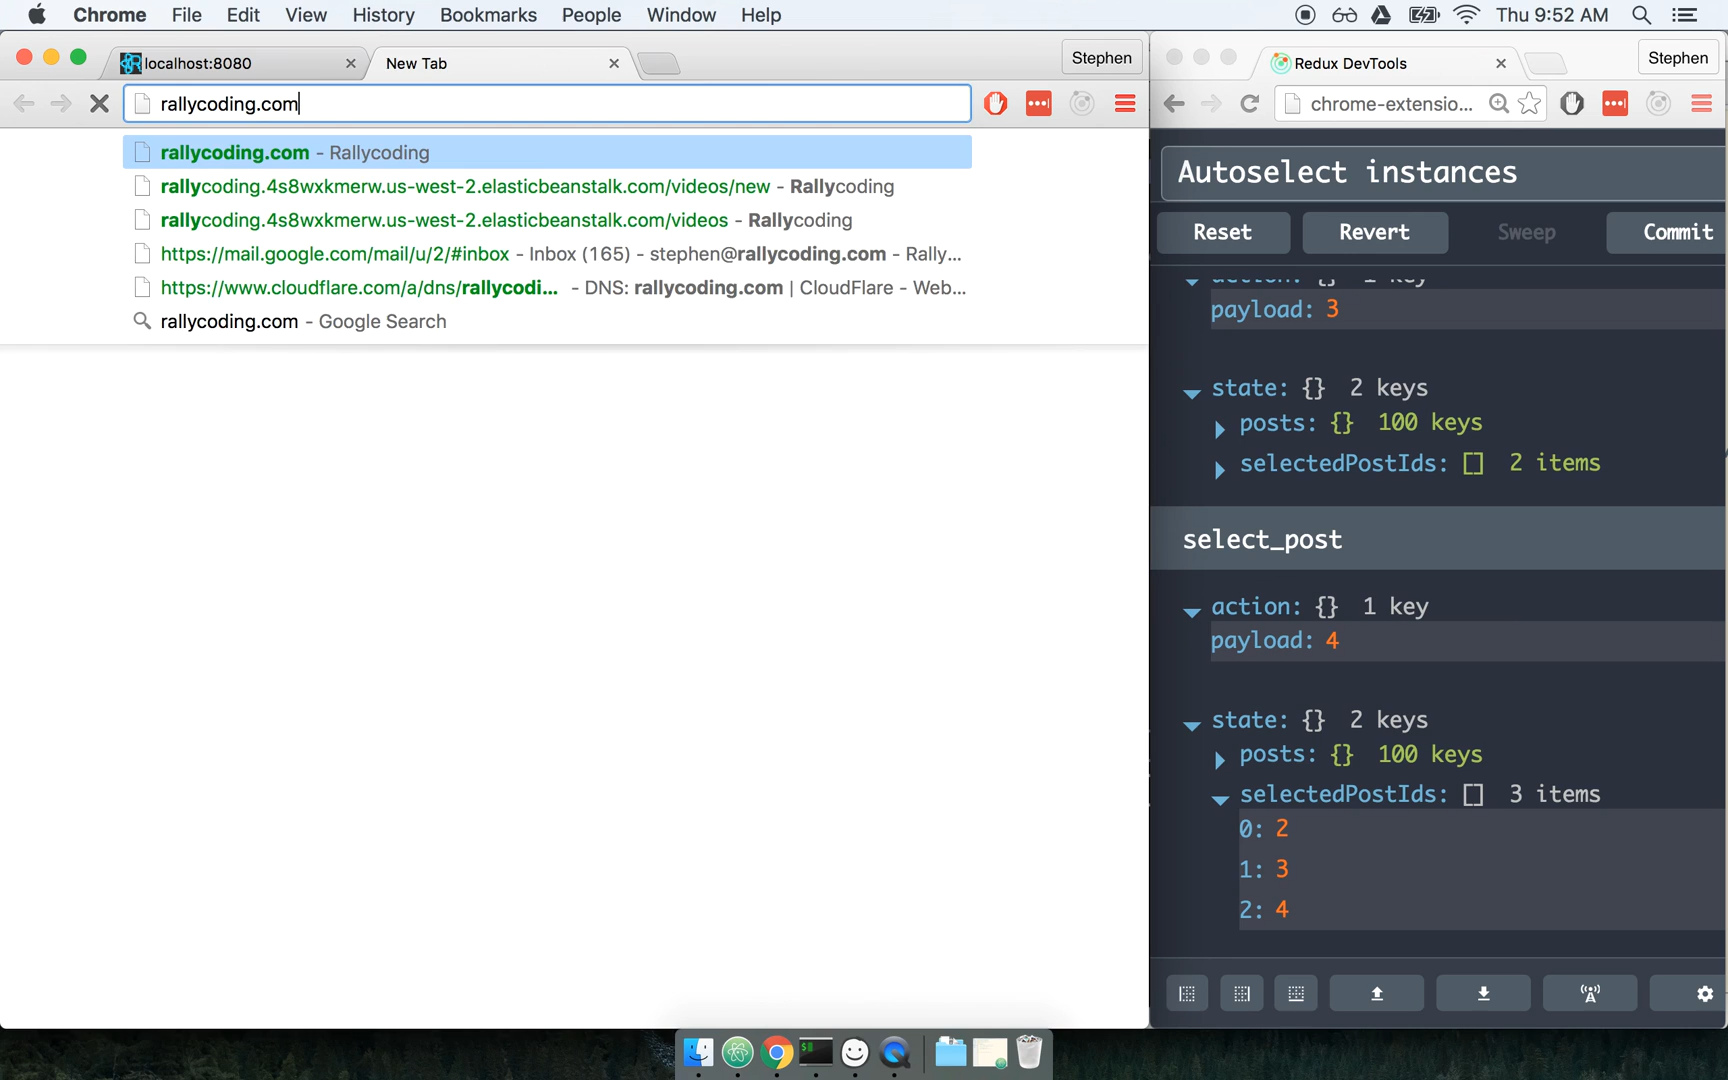 Chrome File Edit View History Bookmarks People Window Help Thu 9:52 AM
localhost:8080 New Tab Stephen
rallycoding.com
rallycoding.com - Rallycoding
rallycoding.4s8wxkmerw.us-west-2.elasticbeanstalk.com/videos/new - Rallycoding
rallycoding.4s8wxkmerw.us-west-2.elasticbeanstalk.com/videos - Rallycoding
https://mail.google.com/mail/u/2/#inbox - Inbox (165) - stephen@rallycoding.com - Rally...
https://www.cloudflare.com/a/dns/rallycodi... - DNS: rallycoding.com | CloudFlare - Web...
rallycoding.com - Google Search
Redux DevTools Stephen
chrome-extensio...
Autoselect instances
Reset Revert Sweep Commit
action: {} 1 key
payload: 3
state: {} 2 keys
posts: {} 100 keys
selectedPostIds: [] 2 items
select_post
action: {} 1 key
payload: 4
state: {} 2 keys
posts: {} 100 keys
selectedPostIds: [] 3 items
0: 2
1: 3
2: 4